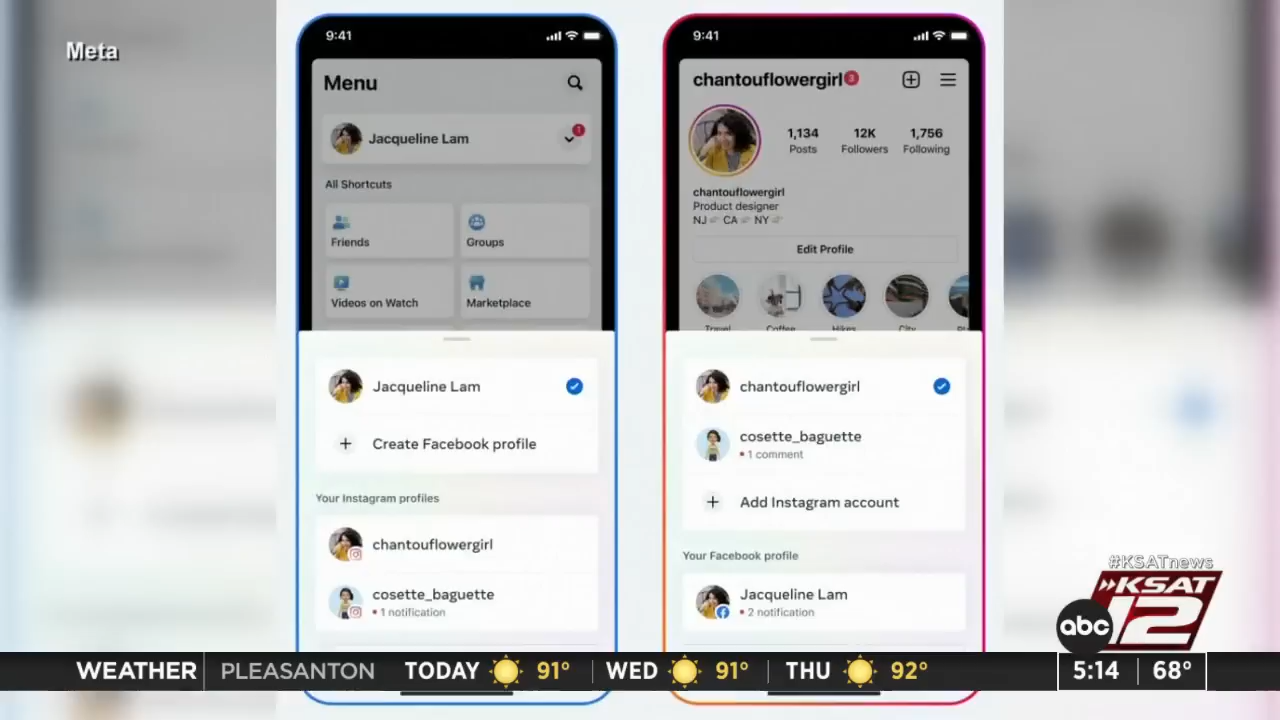 Meta
9:41
Menu
Jacqueline Lam
1
All Shortcuts
Friends
Groups
Videos on Watch
Marketplace
Jacqueline Lam
Create Facebook profile
Your Instagram profiles
chantouflowergirl
cosette_baguette
• 1 notification
9:41
chantouflowergirl 3
1,134 12K 1,756
Posts Followers Following
chantouflowergirl
Product designer
NJ CA NY
Edit Profile
Travel Coffee Hikes City
chantouflowergirl
cosette_baguette
• 1 comment
Add Instagram account
Your Facebook profile
Jacqueline Lam
• 2 notification
#KSATnews
KSAT
abc 12
WEATHER PLEASANTON TODAY 91° WED 91° THU 92° 5:14 68°